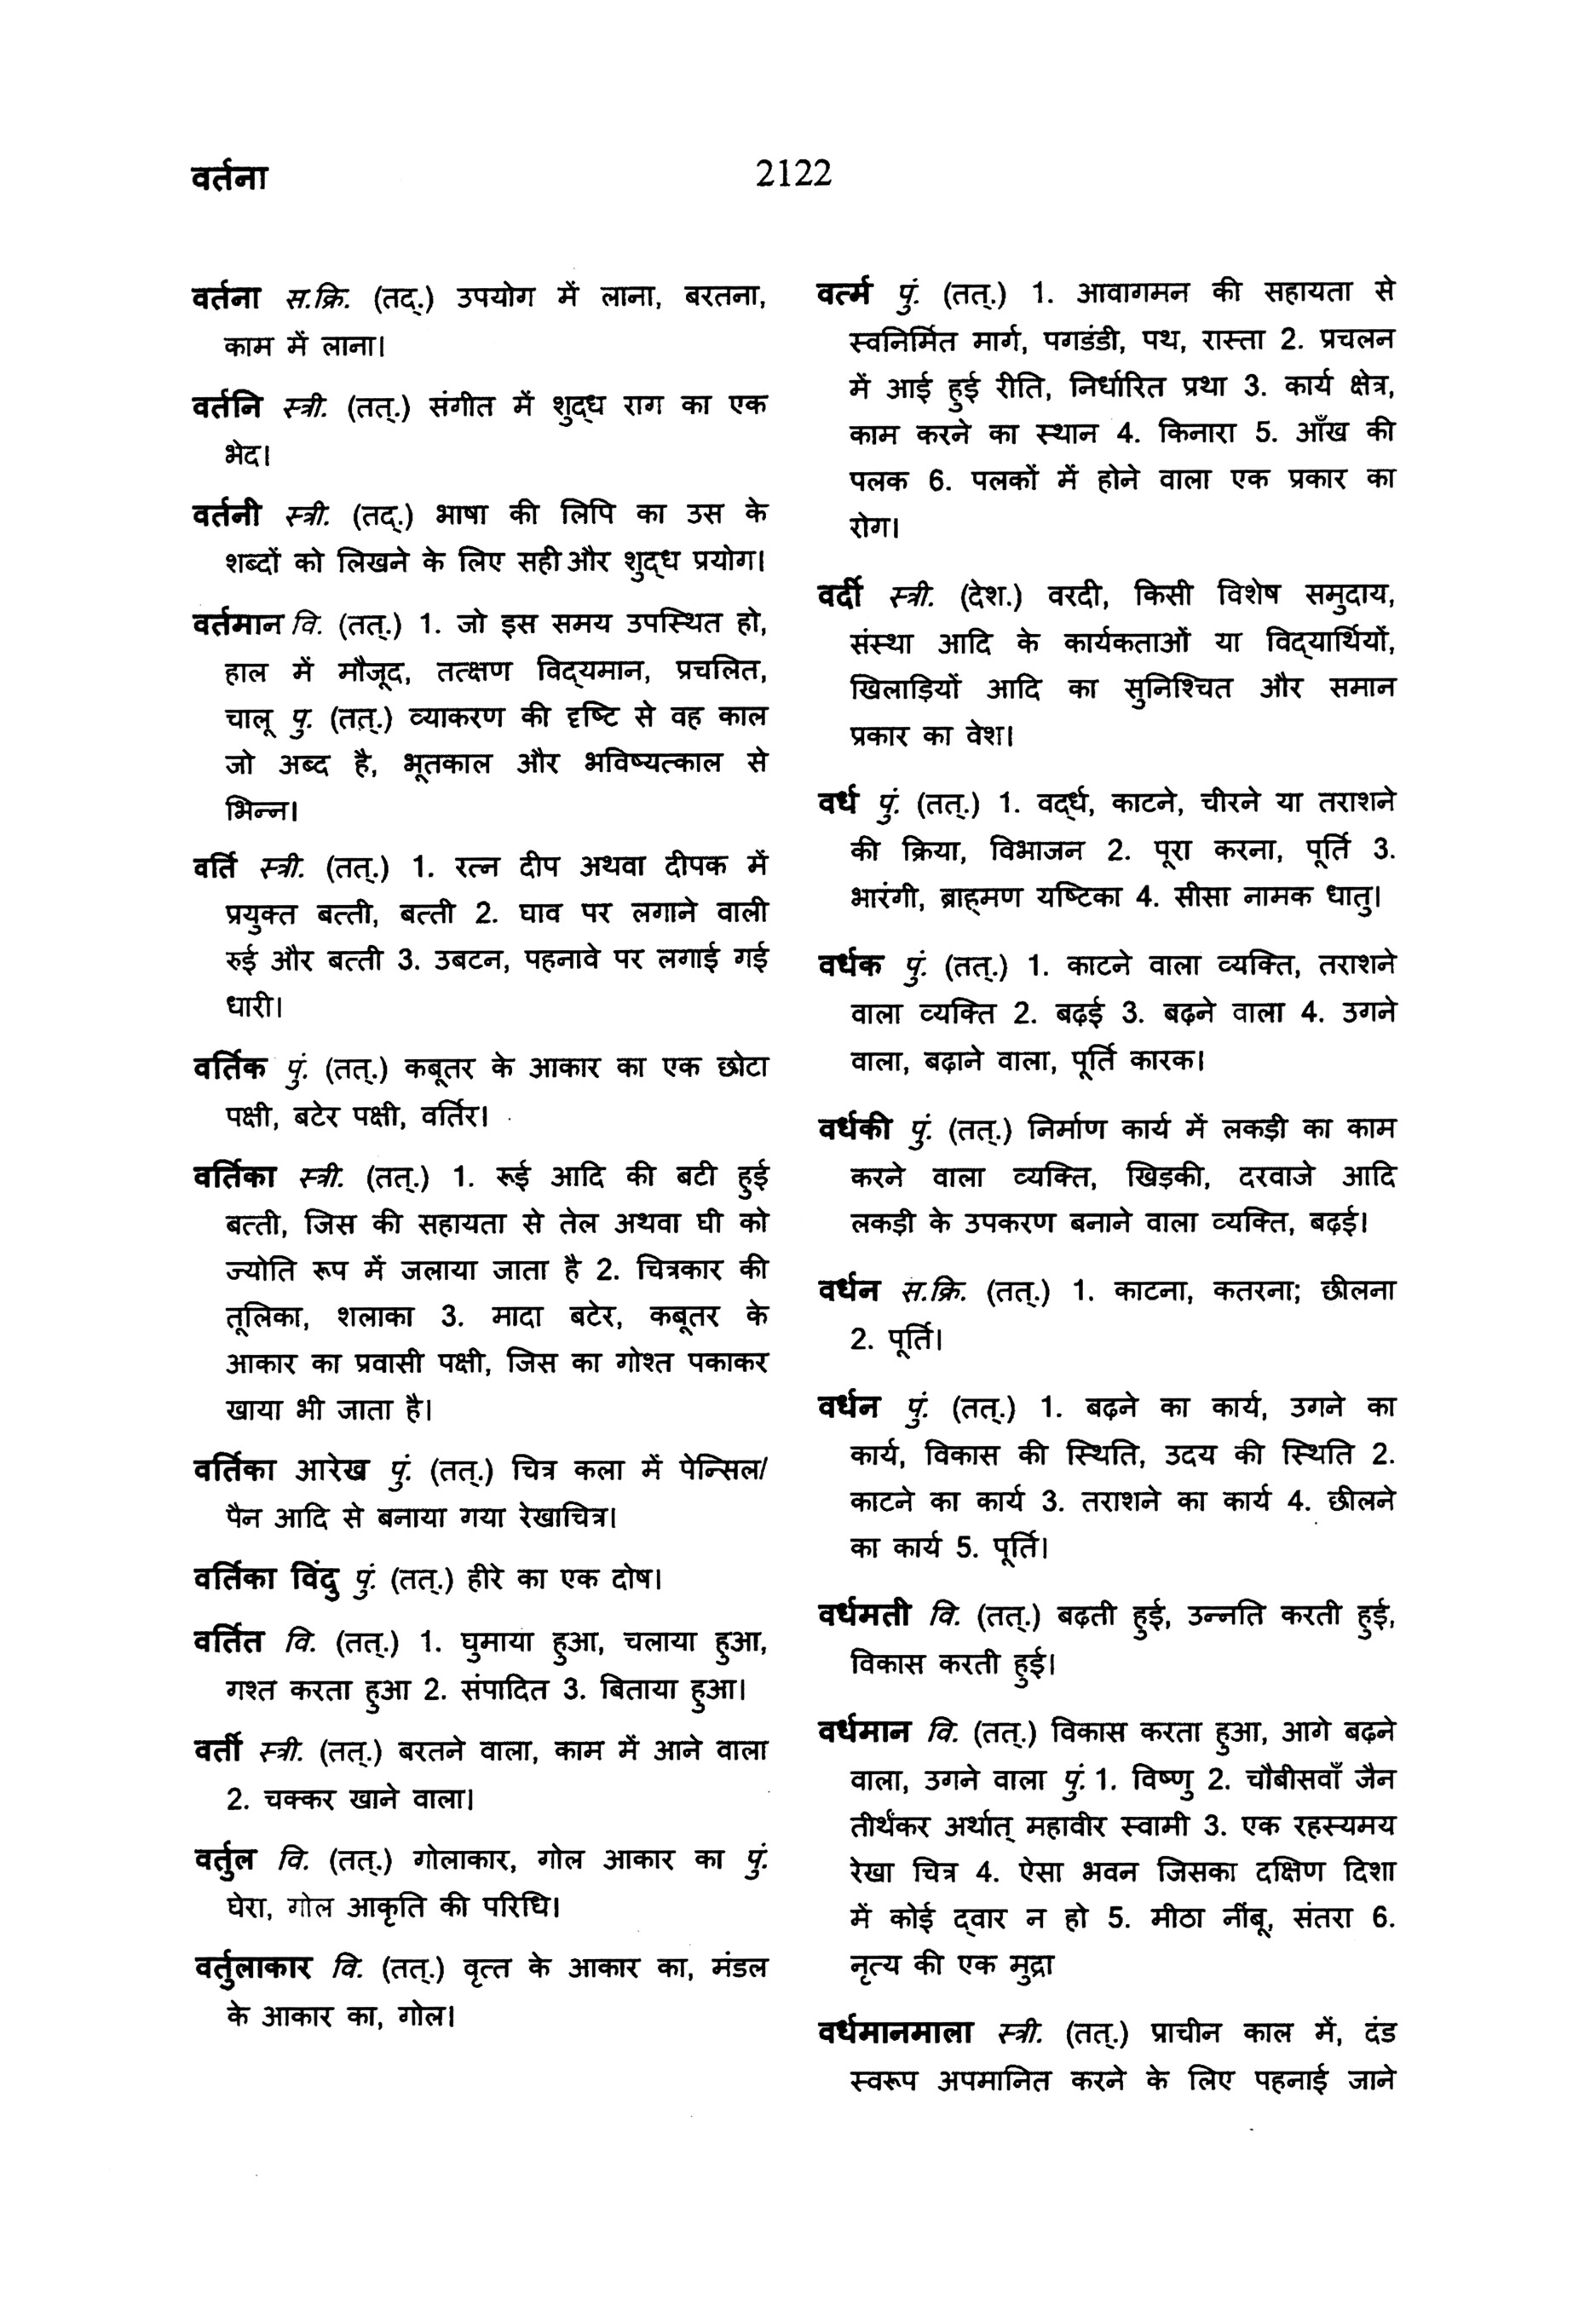 वर्तना
2122
वर्तना स.क्रि. (तद्.) उपयोग में लाना, बरतना,
काम में लाना।
वर्तनि स्त्री. (तत्.) संगीत में शुद्ध राग का एक
भेद।
वर्तनी स्त्री. (तद्.) भाषा की लिपि का उस के
शब्दों को लिखने के लिए सही और शुद्ध प्रयोग।
वर्तमान वि. (तत्.) 1. जो इस समय उपस्थित हो,
हाल में मौजूद, तत्क्षण विद्यमान, प्रचलित,
चालू पु. (तत्.) व्याकरण की दृष्टि से वह काल
जो अब्द है, भूतकाल और भविष्यत्काल से
भिन्न।
वर्ति स्त्री. (तत्.) 1. रत्न दीप अथवा दीपक में
प्रयुक्त बत्ती, बत्ती 2. घाव पर लगाने वाली
रुई और बत्ती 3. उबटन, पहनावे पर लगाई गई
धारी।
वर्तिक पुं. (तत्.) कबूतर के आकार का एक छोटा
पक्षी, बटेर पक्षी, वर्तिर।
वर्तिका स्त्री. (तत्.) 1. रूई आदि की बटी हुई
बत्ती, जिस की सहायता से तेल अथवा घी को
ज्योति रूप में जलाया जाता है 2. चित्रकार की
तूलिका, शलाका 3. मादा बटेर, कबूतर के
आकार का प्रवासी पक्षी, जिस का गोश्त पकाकर
खाया भी जाता है।
वर्तिका आरेख पुं. (तत्.) चित्र कला में पेन्सिल/
पैन आदि से बनाया गया रेखाचित्र।
वर्तिका विंदु पुं. (तत्.) हीरे का एक दोष।
वर्तित वि. (तत्.) 1. घुमाया हुआ, चलाया हुआ,
गश्त करता हुआ 2. संपादित 3. बिताया हुआ।
वर्ती स्त्री. (तत्.) बरतने वाला, काम में आने वाला
2. चक्कर खाने वाला।
वर्तुल वि. (तत्.) गोलाकार, गोल आकार का पुं.
घेरा, गोल आकृति की परिधि।
वर्तुलाकार वि. (तत्.) वृत्त के आकार का, मंडल
के आकार का, गोल।
वर्त्म पुं. (तत्.) 1. आवागमन की सहायता से
स्वनिर्मित मार्ग, पगडंडी, पथ, रास्ता 2. प्रचलन
में आई हुई रीति, निर्धारित प्रथा 3. कार्य क्षेत्र,
काम करने का स्थान 4. किनारा 5. आँख की
पलक 6. पलकों में होने वाला एक प्रकार का
रोग।
वर्दी स्त्री. (देश.) वरदी, किसी विशेष समुदाय,
संस्था आदि के कार्यकताओं या विद्यार्थियों,
खिलाड़ियों आदि का सुनिश्चित और समान
प्रकार का वेश।
वर्ध पुं. (तत्.) 1. वर्द्ध, काटने, चीरने या तराशने
की क्रिया, विभाजन 2. पूरा करना, पूर्ति 3.
भारंगी, ब्राह्मण यष्टिका 4. सीसा नामक धातु।
वर्धक पुं. (तत्.) 1. काटने वाला व्यक्ति, तराशने
वाला व्यक्ति 2. बढ़ई 3. बढ़ने वाला 4. उगने
वाला, बढ़ाने वाला, पूर्ति कारक।
वर्धकी पुं. (तत्.) निर्माण कार्य में लकड़ी का काम
करने वाला व्यक्ति, खिड़की, दरवाजे आदि
लकड़ी के उपकरण बनाने वाला व्यक्ति, बढ़ई।
वर्धन स.क्रि. (तत्.) 1. काटना, कतरना; छीलना
2. पूर्ति।
वर्धन पुं. (तत्.) 1. बढ़ने का कार्य, उगने का
कार्य, विकास की स्थिति, उदय की स्थिति 2.
काटने का कार्य 3. तराशने का कार्य 4. छीलने
का कार्य 5. पूर्ति।
वर्धमती वि. (तत्.) बढ़ती हुई, उन्नति करती हुई,
विकास करती हुई।
वर्धमान वि. (तत्.) विकास करता हुआ, आगे बढ़ने
वाला, उगने वाला पुं. 1. विष्णु 2. चौबीसवाँ जैन
तीर्थंकर अर्थात् महावीर स्वामी 3. एक रहस्यमय
रेखा चित्र 4. ऐसा भवन जिसका दक्षिण दिशा
में कोई द्वार न हो 5. मीठा नींबू, संतरा 6.
नृत्य की एक मुद्रा
वर्धमानमाला स्त्री. (तत्.) प्राचीन काल में, दंड
स्वरूप अपमानित करने के लिए पहनाई जाने